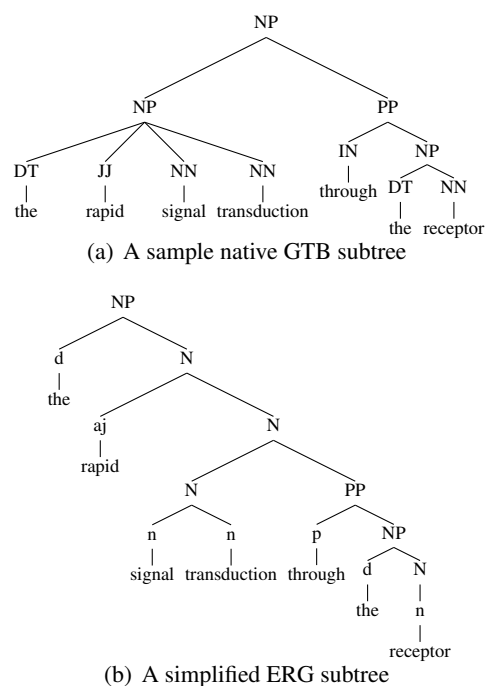 NP
NP PP
DT JJ NN NN IN NP
the rapid signal transduction through DT NN
the receptor
(a) A sample native GTB subtree
NP
d N
the
aj N
rapid
N PP
n n p NP
signal transduction through d N
the n
receptor
(b) A simplified ERG subtree